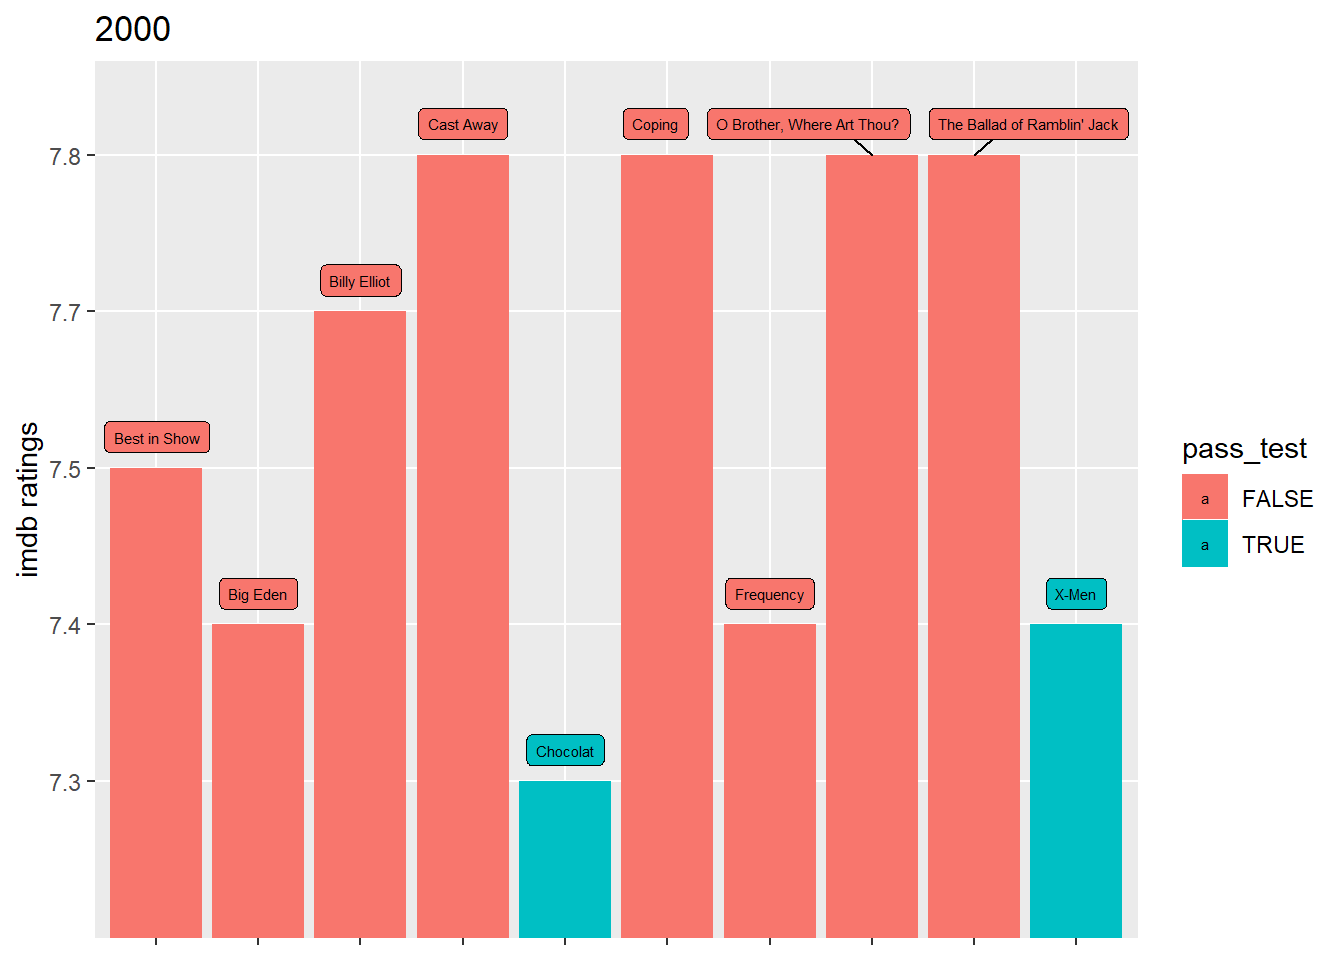 2000
Cast Away
Coping
O Brother, Where Art Thou?
The Ballad of Ramblin' Jack
7.8
Billy Elliot
7.7
Best in Show
7.5
imdb ratings
pass_test
a FALSE
a TRUE
Big Eden
Frequency
X-Men
7.4
Chocolat
7.3